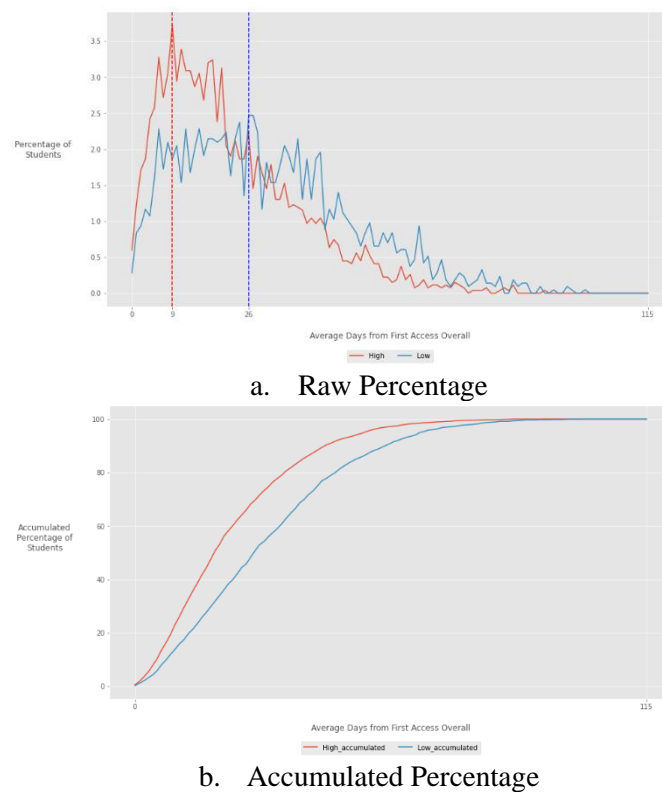 3.5
3.0
2.5
2.0
1.5
1.0
0.5
0.0
Percentage of
Students
0 9 26 115
Average Days from First Access Overall
High Low
a. Raw Percentage
100
80
60
40
20
0
Accumulated
Percentage of
Students
0 115
Average Days from First Access Overall
High_accumulated Low_accumulated
b. Accumulated Percentage